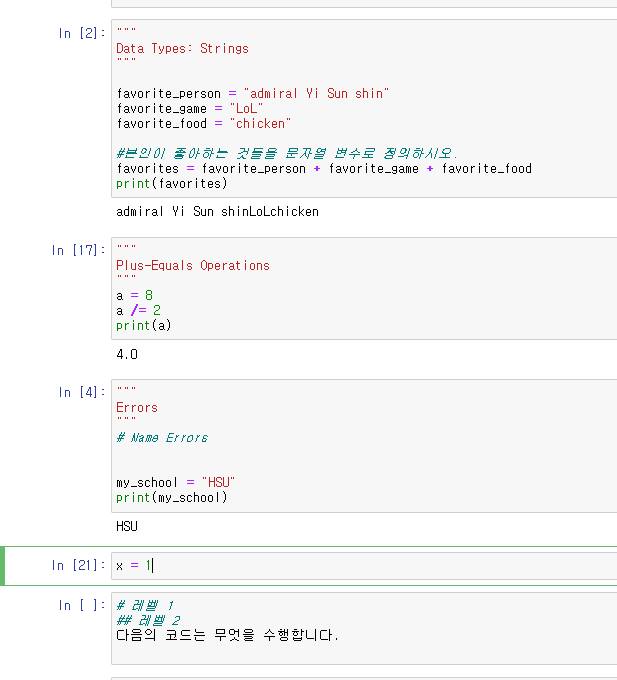 In [2]:
"""
Data Types: Strings
"""
favorite_person = "admiral Yi Sun shin"
favorite_game = "LoL"
favorite_food = "chicken"
#본인이 좋아하는 것들을 문자열 변수로 정의하시오.
favorites = favorite_person + favorite_game + favorite_food
print(favorites)
admiral Yi Sun shinLoLchicken
In [17]:
"""
Plus-Equals Operations
"""
a = 8
a /= 2
print(a)
4.0
In [4]:
"""
Errors
"""
# Name Errors
my_school = "HSU"
print(my_school)
HSU
In [21]:
x = 1
In [ ]:
# 레벨 1
## 레벨 2
다음의 코드는 무엇을 수행합니다.